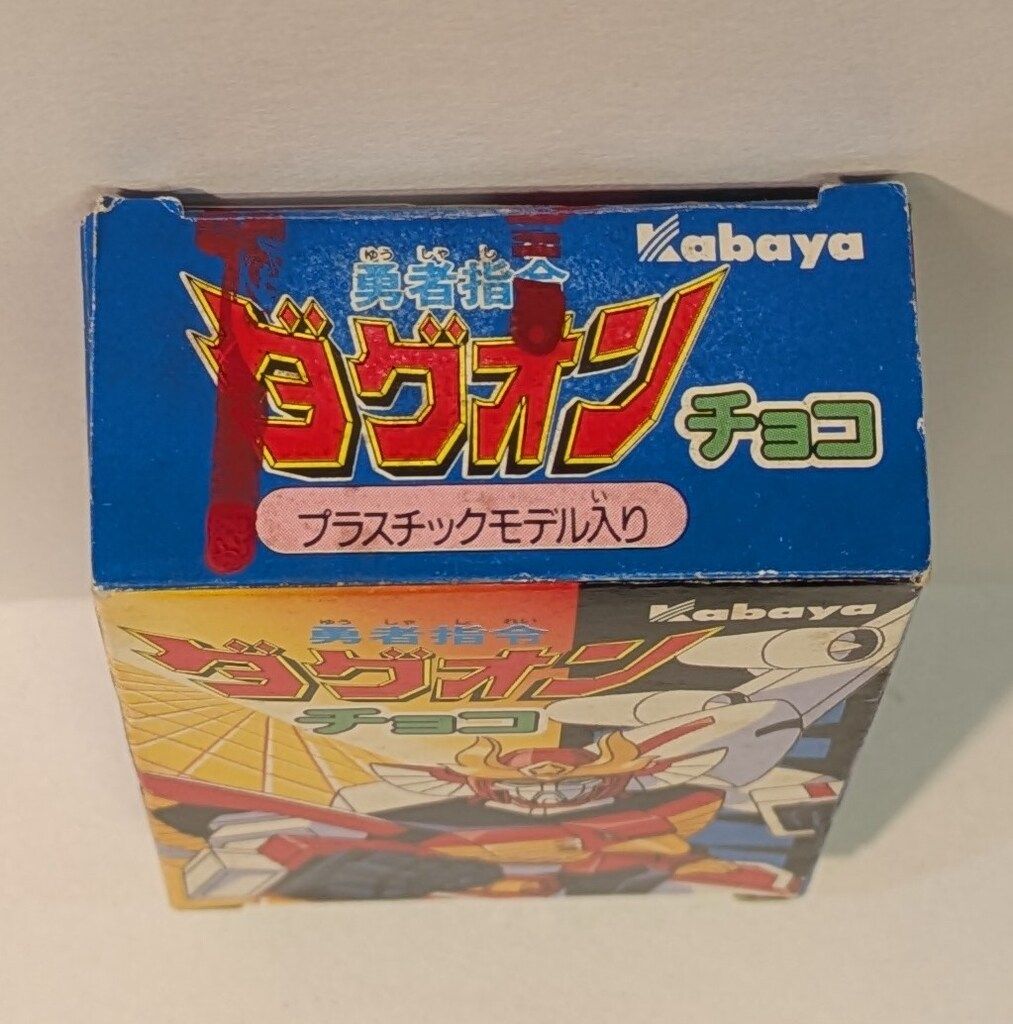 Kabaya
勇者指令
ゆうしゃし
ダグオン
チョコ
プラスチックモデル入り
い
Kabaya
ゆうしゃしれい
勇者指令
ダグオン
チョコ